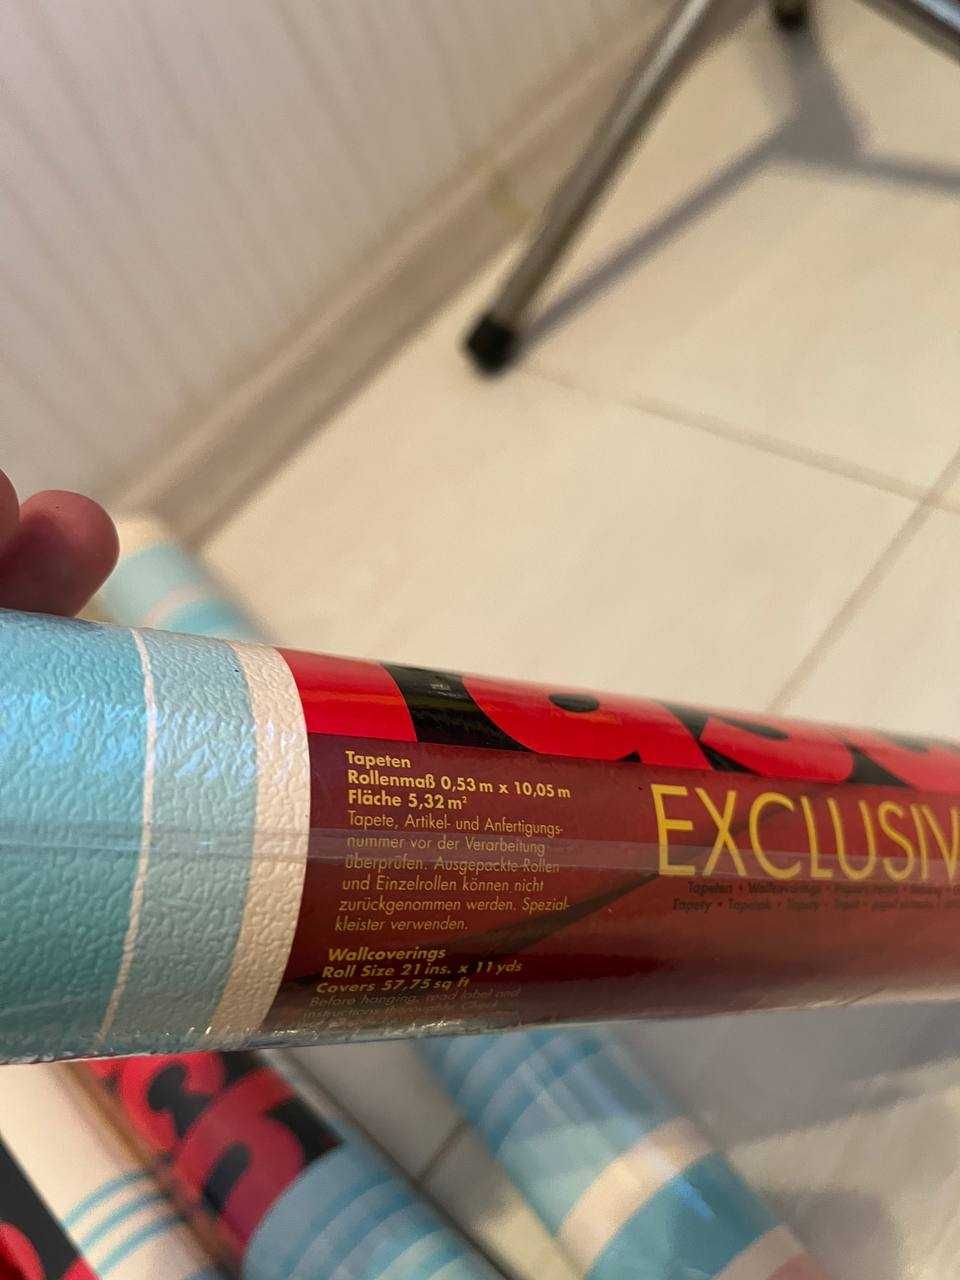 Tapeten
Rollenmaß 0,53 m x 10,05 m
Fläche 5,32 m²
Tapete, Artikel- und Anfertigungs-
nummer vor der Verarbeitung
überprüfen. Ausgepackte Rollen
und Einzelrollen können nicht
zurückgenommen werden. Spezial-
kleister verwenden.
Wallcoverings
Roll Size 21 ins. x 11 yds
Covers 57,75 sq ft
Before hanging, read label and
EXCLUSIV
Tapeten • Wallcoverings •